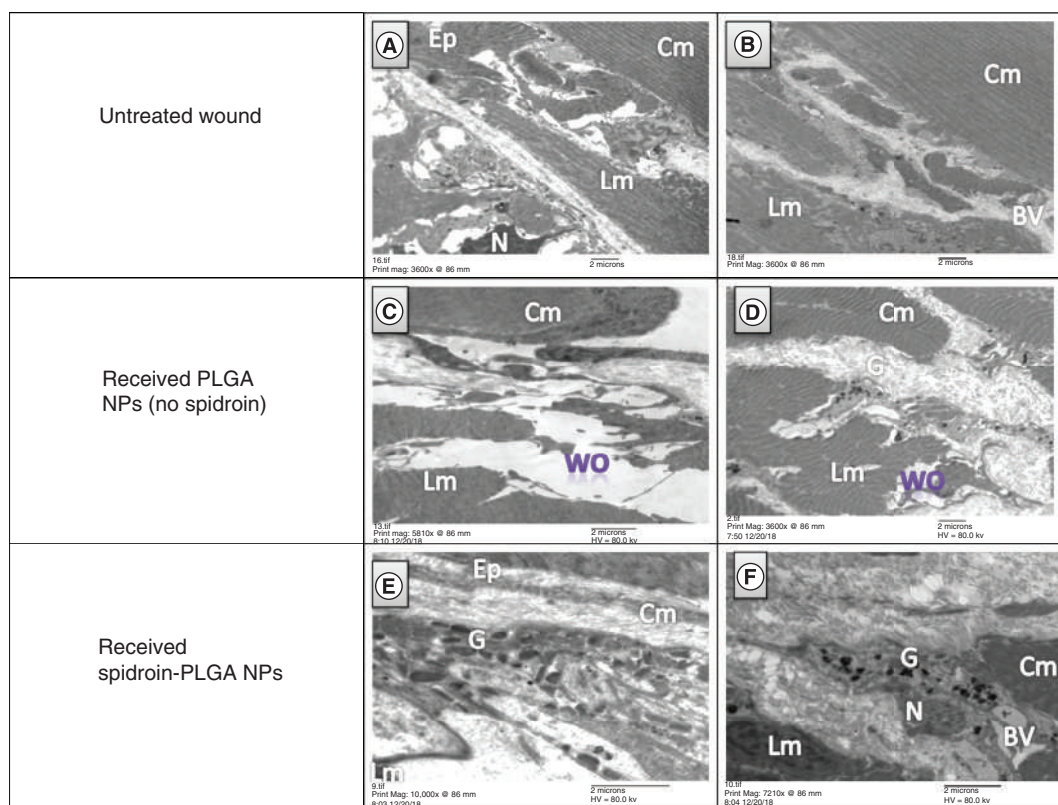 Untreated wound
A
Ep
Cm
Lm
N
16.tif
Print mag: 3600x @ 86 mm
2 microns
B
Cm
Lm
BV
18.tif
Print mag: 3600x @ 86 mm
2 microns
Received PLGA
NPs (no spidroin)
C
Cm
WO
Lm
13.tif
Print mag: 5810x @ 86 mm
8:10 12/20/18
2 microns
HV = 80.0 kv
D
Cm
G
Lm
WO
2.tif
Print mag: 3600x @ 86 mm
7:50 12/20/18
2 microns
HV = 80.0 kv
Received
spidroin-PLGA NPs
E
Ep
Cm
G
Lm
9.tif
Print mag: 10,000x @ 86 mm
8:03 12/20/18
2 microns
HV = 80.0 kv
F
G
Cm
N
BV
Lm
10.tif
Print mag: 7210x @ 86 mm
8:04 12/20/18
2 microns
HV = 80.0 kv